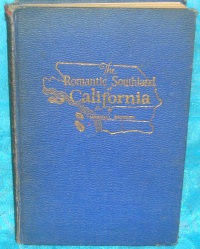 The
Romantic Southland
of
California